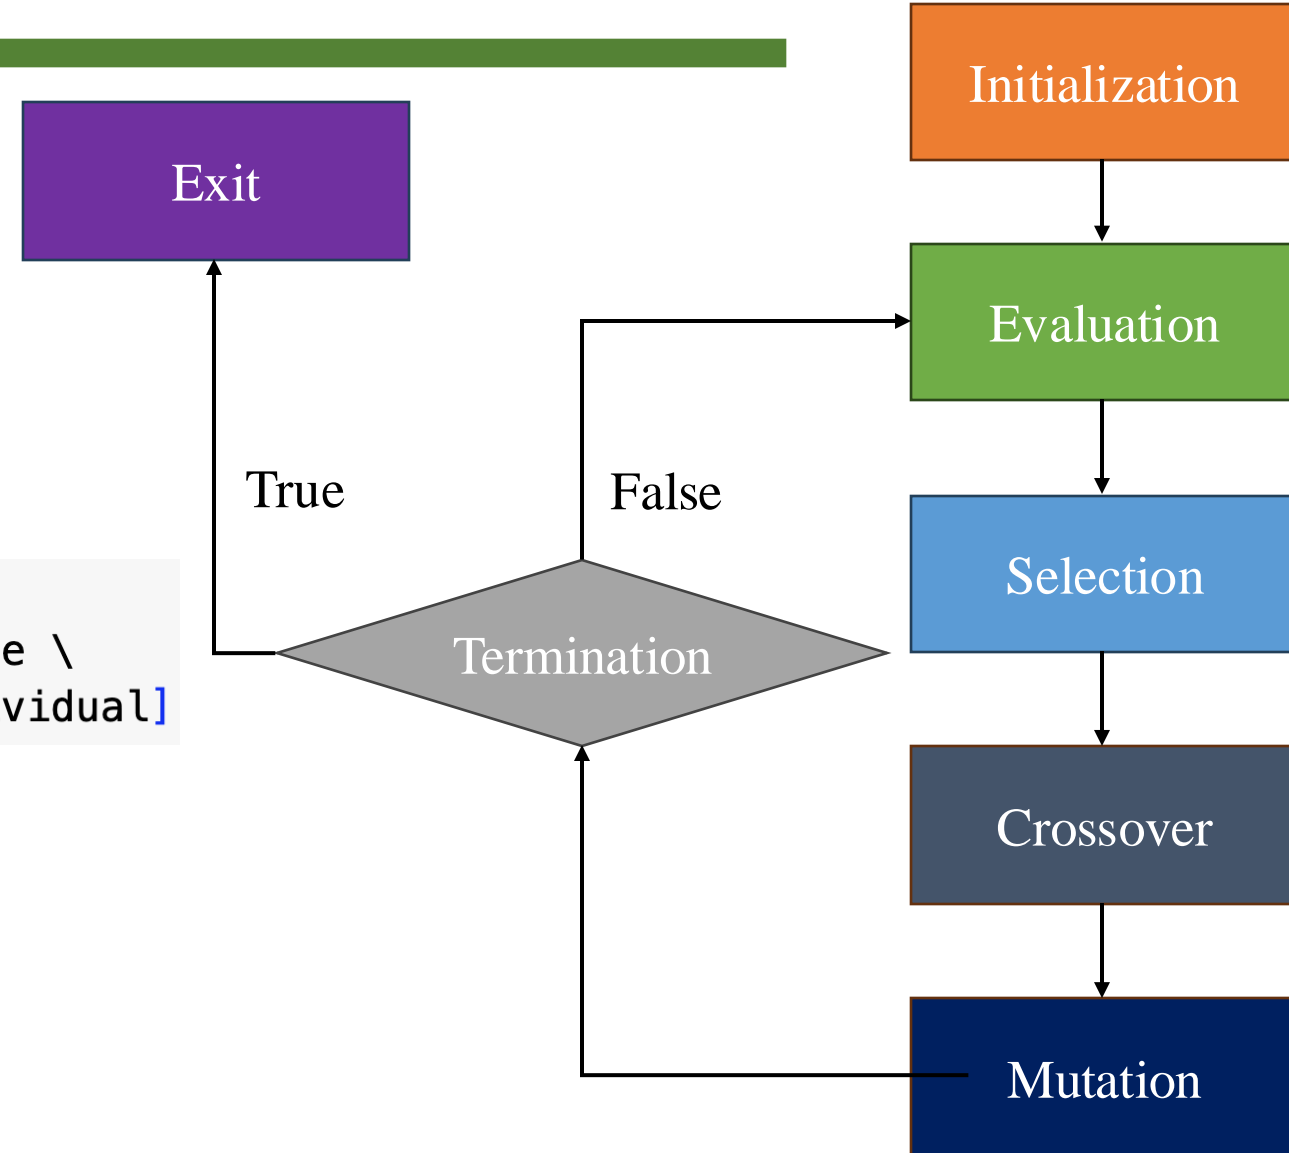 Initialization
Exit
Evaluation
True
False
Selection
e \
Termination
vidual]
Crossover
Mutation